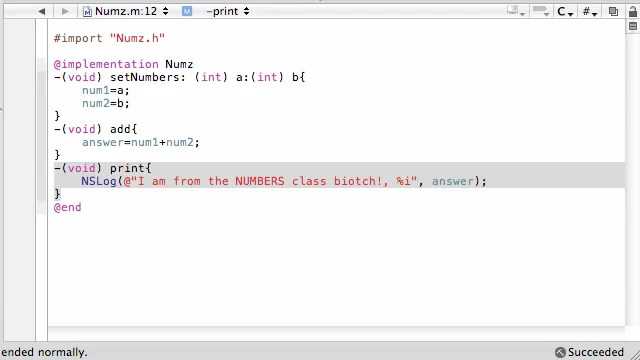 Numz.m:12 M -print C #
#import "Numz.h"
@implementation Numz
-(void) setNumbers: (int) a:(int) b{
num1=a;
num2=b;
}
-(void) add{
answer=num1+num2;
}
-(void) print{
NSLog(@"I am from the NUMBERS class biotch!, %i", answer);
}
@end
ended normally. Succeeded